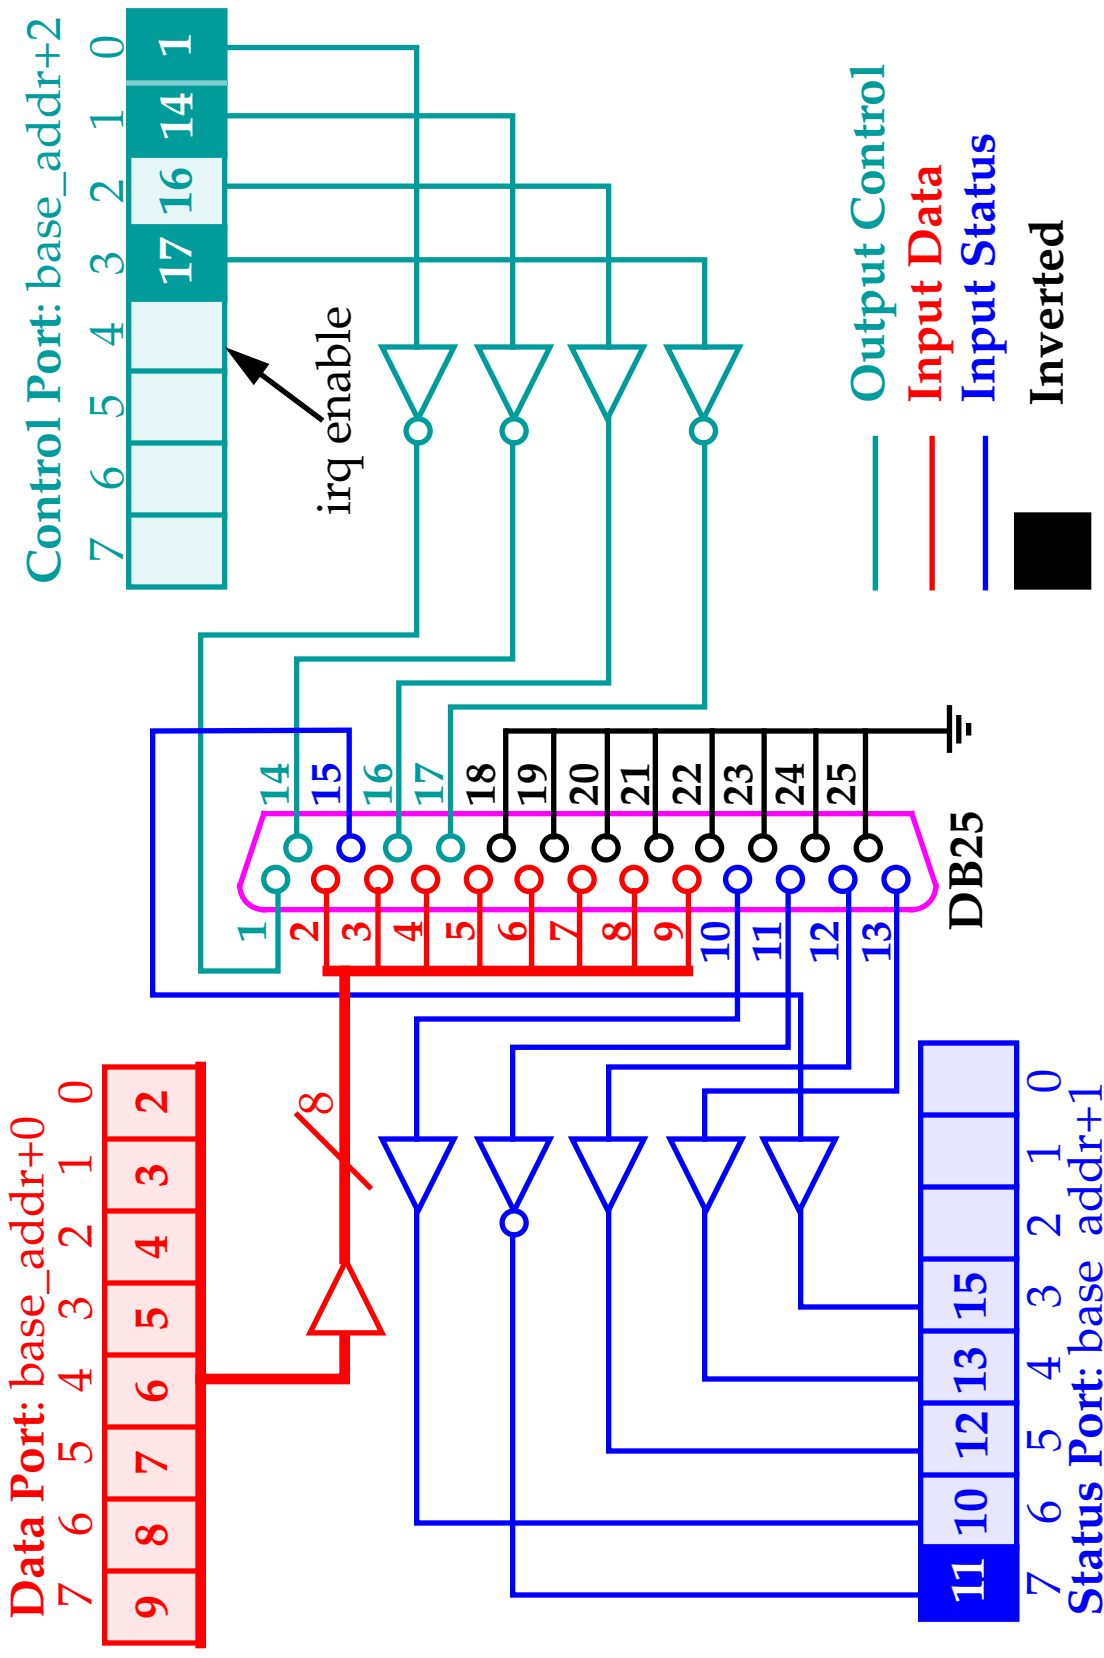 Data Port: base_addr+0
7 6 5 4 3 2 1 0
9 8 7 6 5 4 3 2
8
Control Port: base_addr+2
7 6 5 4 3 2 1 0
17 16 14 1
irq enable
1 2 3 4 5 6 7 8 9 10 11 12 13
14 15 16 17 18 19 20 21 22 23 24 25
DB25
11 10 12 13 15
7 6 5 4 3 2 1 0
Status Port: base addr+1
Output Control
Input Data
Input Status
Inverted